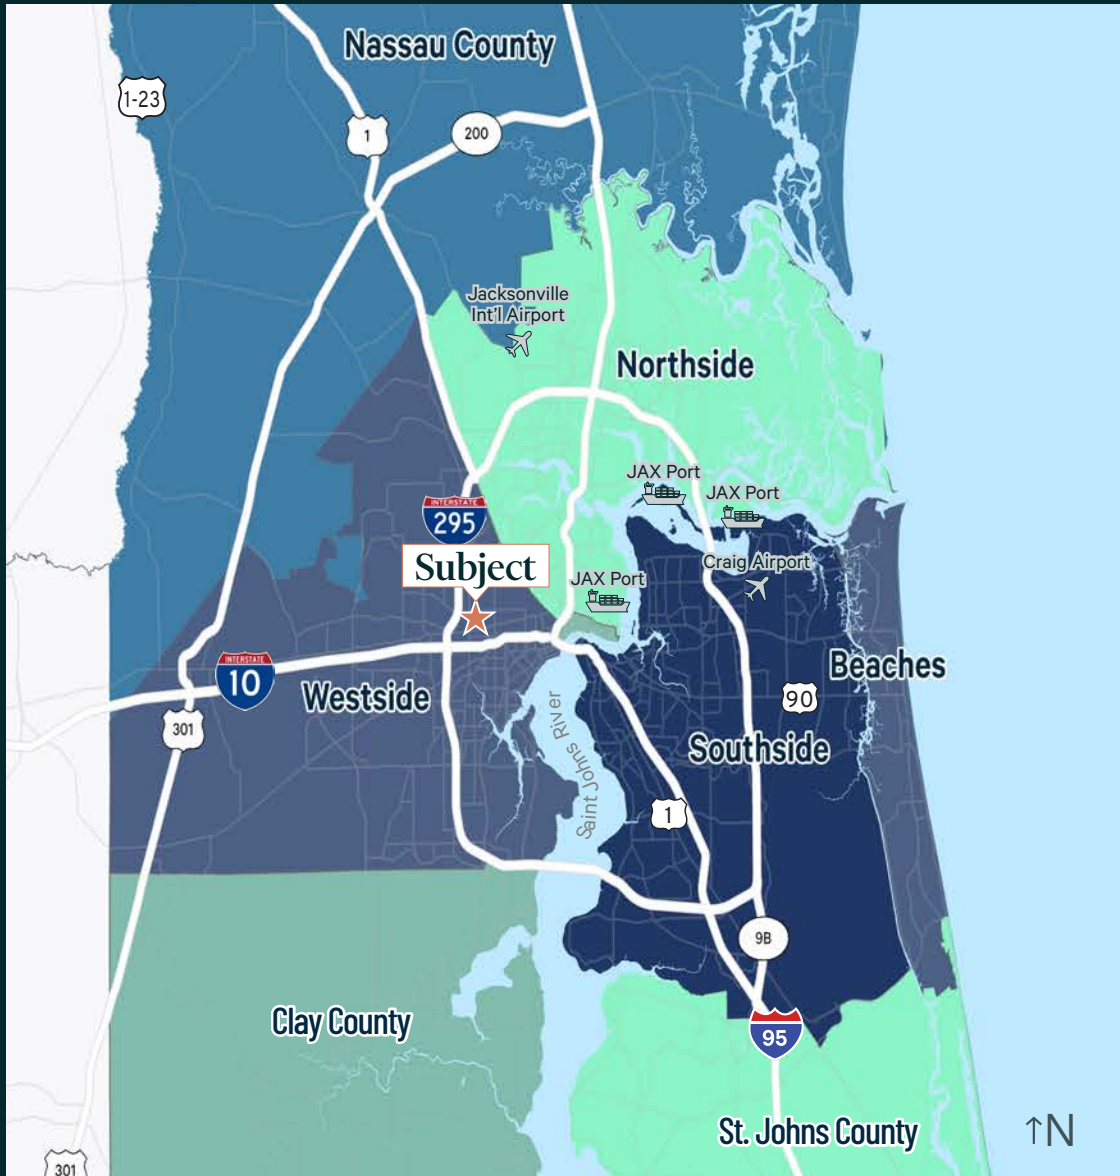 Nassau County
1-23
1
200
Jacksonville
Int'l Airport
Northside
JAX Port
JAX Port
INTERSTATE
295
Subject
Craig Airport
JAX Port
INTERSTATE
10
Westside
Beaches
90
301
Saint Johns River
Southside
1
9B
Clay County
95
St. Johns County
↑N
301